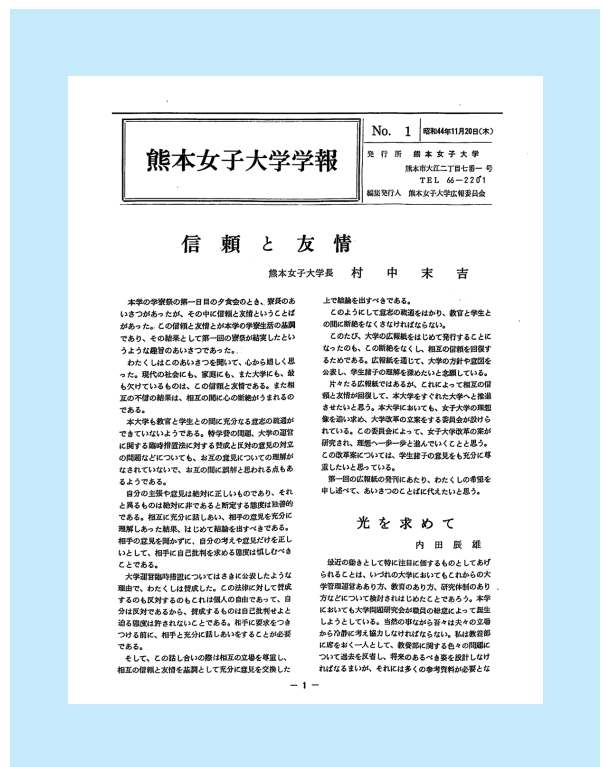 熊本女子大学学報
No. 1
昭和44年11月20日(木)
発行所 熊本女子大学
熊本市大江二丁目七番一号
TEL 66-2201
編集発行人 熊本女子大学広報委員会
信頼と友情
熊本女子大学長 村中末吉
本学の学寮祭の第一日目の夕食会のとき、寮長のあ
いさつがあったが、その中に信頼と友情ということば
があった。この信頼と友情とが本学の学寮生活の基調
であり、その結果として第一回の寮祭が結実したとい
うような趣旨のあいさつであった。
わたくしはこのあいさつを聞いて、心から嬉しく思
った。現代の社会にも、家庭にも、また大学にも、最
も欠けているものは、この信頼と友情である。また相
互の不信の結果は、相互の間に心の断絶がうまれるの
である。
本大学も教官と学生との間に充分なる意志の疏通が
できていないようである。特学費の問題、大学の運営
に関する臨時措置法に対する賛成と反対の意見の対立
の問題などについても、お互の意見についての理解が
なされていないで、お互の間に誤解と思われる点もあ
るようである。
自分の主張や意見は絶対に正しいものであり、それ
と異るものは絶対に非であると断定する態度は独善的
である。相互に充分に話しあい、相手の意見を充分に
理解しあった結果、はじめて結論を出すべきである。
相手の意見を聞かずに、自分の考えや意見だけを正し
いとして、相手に自己批判を求める態度は慎しむべき
ことである。
大学運営臨時措置についてはさきに公表したような
理由で、わたくしは賛成した。この法律に対して賛成
するのも反対するのもこれは個人の自由であって、自
分は反対であるから、賛成するものは自己批判せよと
迫る態度は許されないことである。相手に要求をつき
つける前に、相手と充分に話しあいをすることが必要
である。
そして、この話し合いの際は相互の立場を尊重し、
相互の信頼と友情を基調として充分に意見を交換した
上で結論を出すべきである。
このようにして意志の疏通をはかり、教官と学生と
の間に断絶をなくさなければならない。
このたび、大学の広報紙をはじめて発行することに
なったのも、この断絶をなくし、相互の信頼を回復す
るためである。広報紙を通じて、大学の方針や意図を
公表し、学生諸子の理解を深めたいと念願している。
片々たる広報紙ではあるが、これによって相互の信
頼と友情が回復して、本大学をすぐれた大学へと推進
させたいと思う。本大学においても、女子大学の理想
像を追い求め、大学改革の立案をする委員会が設けら
れている。この委員会によって、女子大学改革の案が
研究され、理想へ一歩一歩と進んでいくことと思う。
この改革案については、学生諸子の意見をも充分に尊
重したいと思っている。
第一回の広報紙の発刊にあたり、わたくしの希望を
申し述べて、あいさつのことばに代えたいと思う。
光を求めて
内田辰雄
最近の動きとして特に注目に価するものとしてあげ
られることは、いづれの大学においてもこれからの大
学管理運営ああり方、教育のあり方、研究体制のあり
方などについて検討されはじめたことであろう。本学
においても大学問題研究会が職員の総意によって誕生
しようとしている。当然の事ながら吾々は夫々の立場
から冷静に考え協力しなければならない。私は教養部
に席をおく一人として、教養部に関する色々の問題に
ついて過去を反省し、将来のあるべき姿を設計しなけ
ればなるまいが、それには多くの参考資料が必要とな
― 1 ―